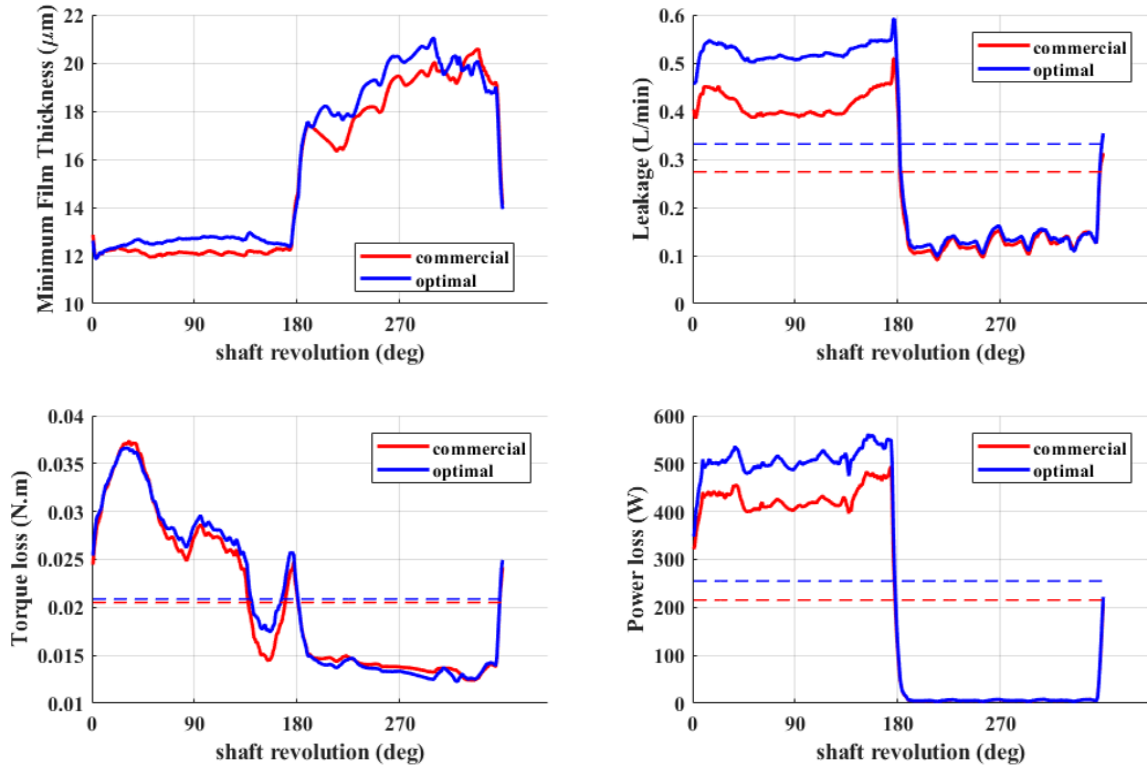 Minimum Film Thickness (μm)
22
20
18
16
14
12
10
0 90 180 270
shaft revolution (deg)
commercial
optimal
Leakage (L/min)
0.6
0.5
0.4
0.3
0.2
0.1
0
0 90 180 270
shaft revolution (deg)
commercial
optimal
Torque loss (N.m)
0.04
0.035
0.03
0.025
0.02
0.015
0.01
0 90 180 270
shaft revolution (deg)
commercial
optimal
Power loss (W)
600
500
400
300
200
100
0
0 90 180 270
shaft revolution (deg)
commercial
optimal